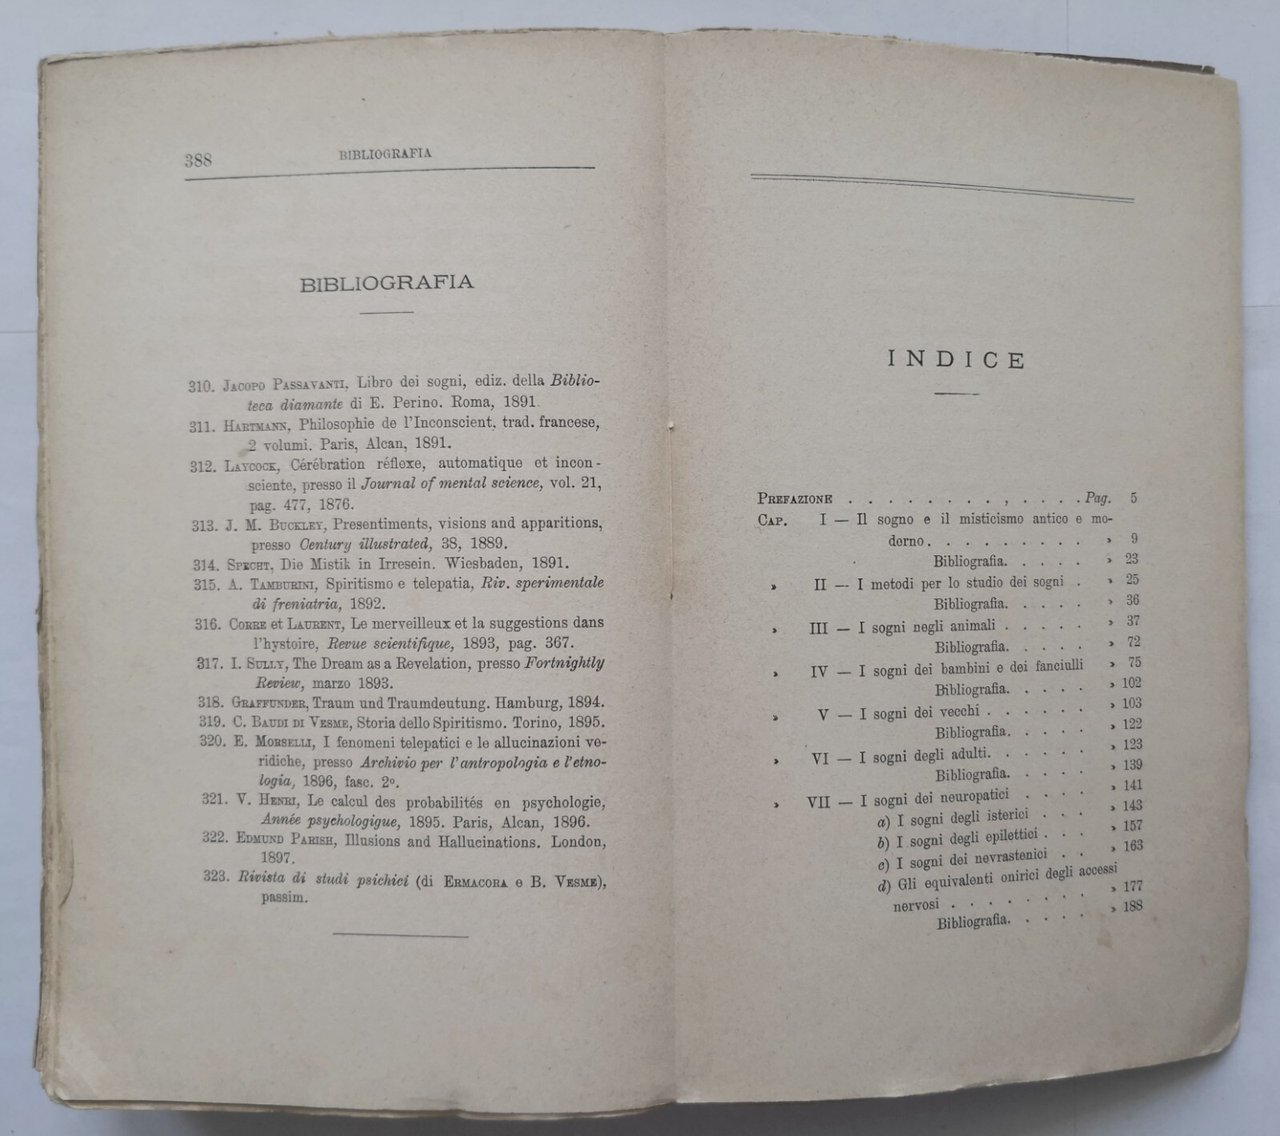 388 BIBLIOGRAFIA
BIBLIOGRAFIA
310. Jacopo Passavanti, Libro dei sogni, ediz. della Biblio-
teca diamante di E. Perino. Roma, 1891.
311. Hartmann, Philosophie de l'Inconscient, trad. francese,
2 volumi. Paris, Alcan, 1891.
312. Laycock, Cérébration réflexe, automatique et incon-
sciente, presso il Journal of mental science, vol. 21,
pag. 477, 1876.
313. J. M. Buckley, Presentiments, visions and apparitions,
presso Century illustrated, 38, 1889.
314. Specht, Die Mistik in Irresein. Wiesbaden, 1891.
315. A. Tamburini, Spiritismo e telepatia, Riv. sperimentale
di freniatria, 1892.
316. Corre et Laurent, Le merveilleux et la suggestions dans
l'hystoire, Revue scientifique, 1893, pag. 367.
317. I. Sully, The Dream as a Revelation, presso Fortnightly
Review, marzo 1893.
318. Graffunder, Traum und Traumdeutung. Hamburg, 1894.
319. C. Baudi di Vesme, Storia dello Spiritismo. Torino, 1895.
320. E. Morselli, I fenomeni telepatici e le allucinazioni ve-
ridiche, presso Archivio per l'antropologia e l'etno-
logia, 1896, fasc. 2º.
321. V. Henri, Le calcul des probabilités en psychologie,
Année psychologique, 1895. Paris, Alcan, 1896.
322. Edmund Parish, Illusions and Hallucinations. London,
1897.
323. Rivista di studi psichici (di Ermacora e B. Vesme),
passim.
INDICE
Prefazione . . . . . . . . , . . . . Pag. 5
Cap. I — Il sogno e il misticismo antico e mo-
derno. . . . . . . . . . » 9
Bibliografia. . . . . » 23
» II — I metodi per lo studio dei sogni . » 25
Bibliografia. . . . . » 36
» III — I sogni negli animali . . . . . » 37
Bibliografia. . . . . » 72
» IV — I sogni dei bambini e dei fanciulli » 75
Bibliografia. . . . . » 102
» V — I sogni dei vecchi . . . . . . » 103
Bibliografia. . . . . » 122
» VI — I sogni degli adulti. . . . . . » 123
Bibliografia. . . . . » 139
» VII — I sogni dei neuropatici . . . . » 141
a) I sogni degli isterici . . . » 143
b) I sogni degli epilettici . . . » 157
c) I sogni dei nevrastenici . . » 163
d) Gli equivalenti onirici degli accessi
nervosi . . . . . . . . » 177
Bibliografia. . . . . » 188